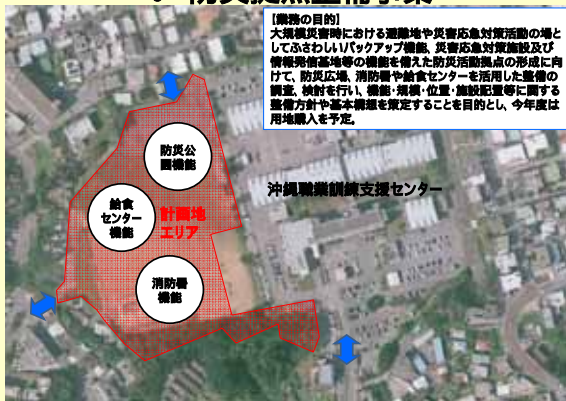 【業務の目的】
大規模災害時における避難地や災害応急対策活動の場と
してふさわしいバックアップ機能、災害応急対策施設及び
情報発信基地等の機能を備えた防災活動拠点の形成に向
けて、防災広場、消防署や給食センターを活用した整備の
調査、検討を行い、機能・規模・位置・施設配置等に関する
整備方針や基本構想を策定することを目的とし、今年度は
用地購入を予定。
防災公
園機能
沖縄職業訓練支援センター
給食
センター
機能
計画地
エリア
消防署
機能